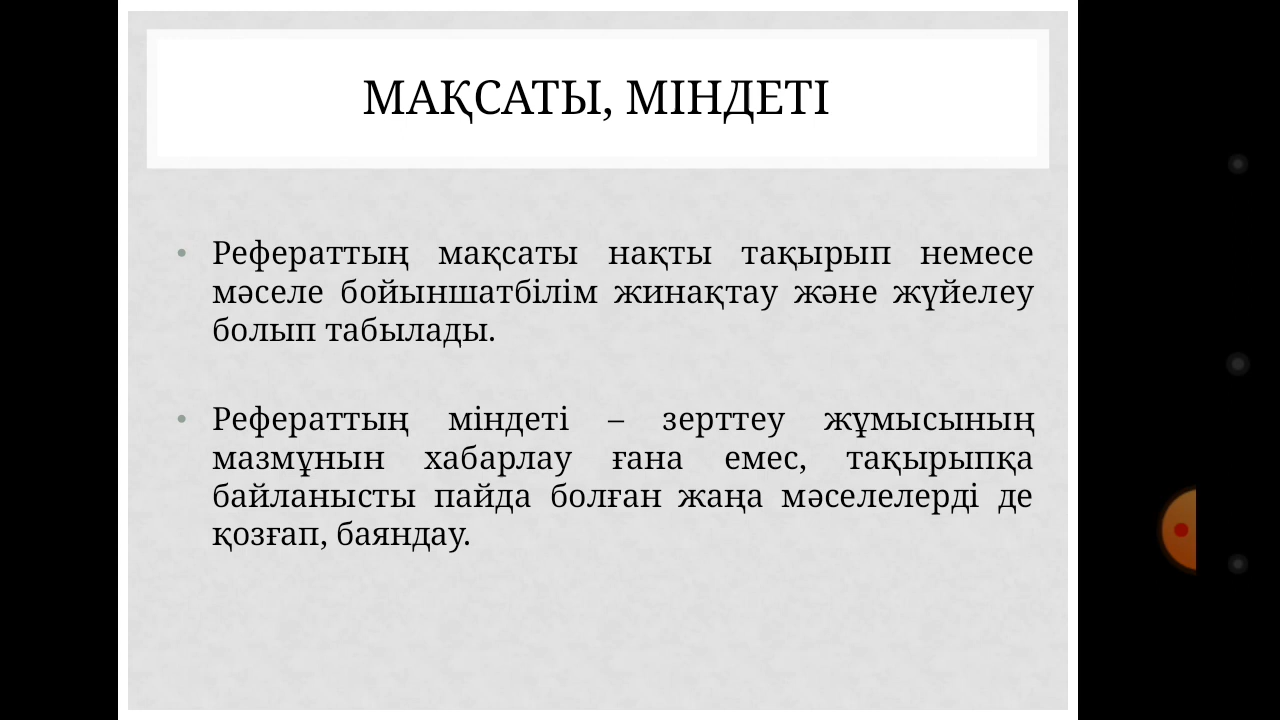 МАҚСАТЫ, МІНДЕТІ
• Рефераттың мақсаты нақты тақырып немесе
мәселе бойыншатбілім жинақтау және жүйелеу
болып табылады.
• Рефераттың міндеті – зерттеу жұмысының
мазмұнын хабарлау ғана емес, тақырыпқа
байланысты пайда болған жаңа мәселелерді де
қозғап, баяндау.